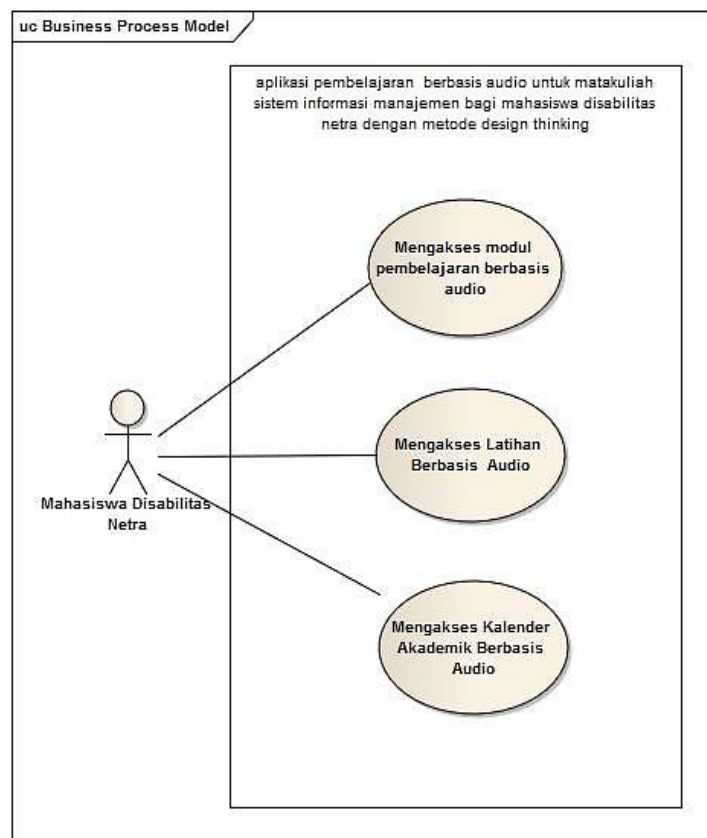 uc Business Process Model
aplikasi pembelajaran berbasis audio untuk matakuliah
sistem informasi manajemen bagi mahasiswa disabilitas
netra dengan metode design thinking
Mengakses modul
pembelajaran berbasis
audio
Mengakses Latihan
Berbasis Audio
Mahasiswa Disabilitas
Netra
Mengakses Kalender
Akademik Berbasis
Audio